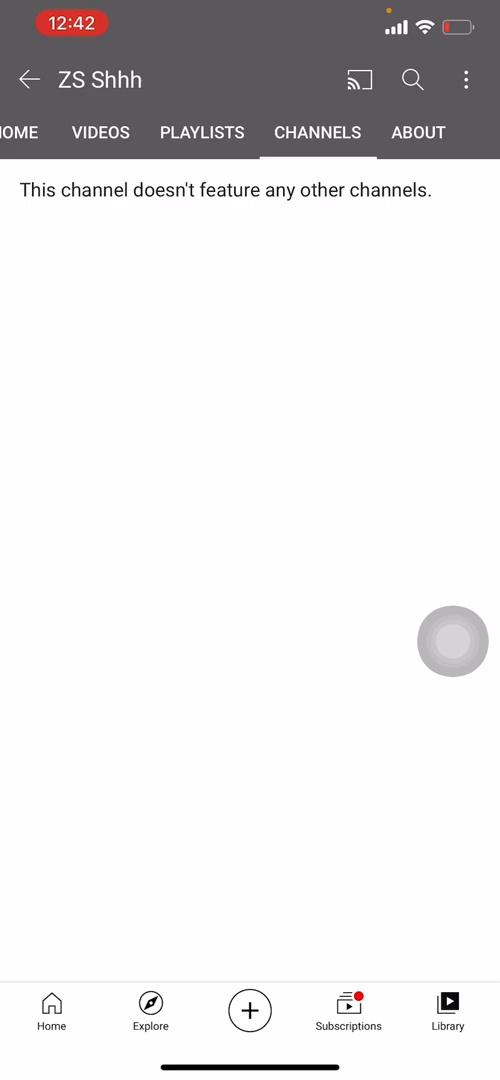 12:42
ZS Shhh
IOME VIDEOS PLAYLISTS CHANNELS ABOUT
This channel doesn't feature any other channels.
Home Explore Subscriptions Library